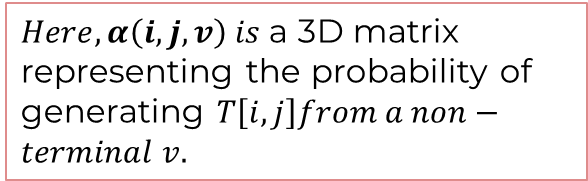 Here, α(i, j, v) is a 3D matrix
representing the probability of
generating T[i, j]from a non −
terminal v.